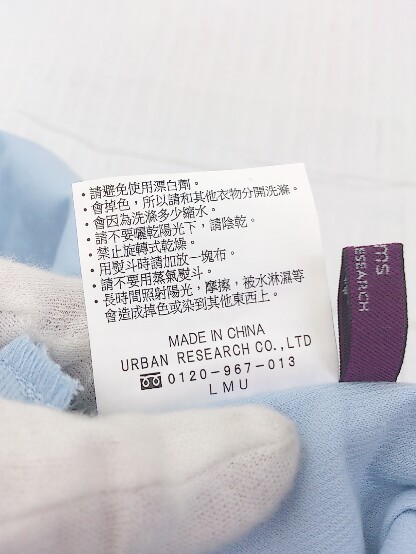 ・請避免使用漂白劑。
・會掉色，所以請和其他衣物分開洗滌。
・會因為洗滌多少縮水。
・請不要曬乾陽光下，請陰乾。
・禁止旋轉式乾燥。
・用熨斗時請加放一塊布。
・請不要用蒸氣熨斗。
・長時間照射陽光，摩擦，被水淋濕等
會造成掉色或染到其他東西上。
MADE IN CHINA
URBAN RESEARCH CO.,LTD
0120-967-013
LMU
ms
ESEARCH